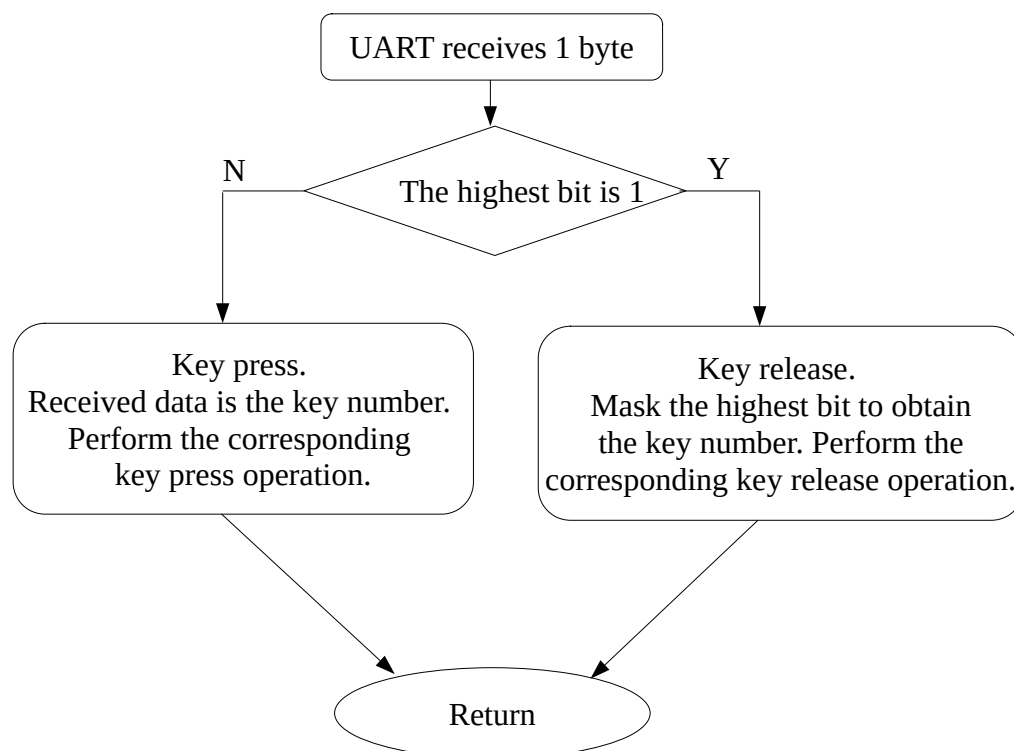 UART receives 1 byte
N
Y
The highest bit is 1
Key press.
Received data is the key number.
Perform the corresponding
key press operation.
Key release.
Mask the highest bit to obtain
the key number. Perform the
corresponding key release operation.
Return